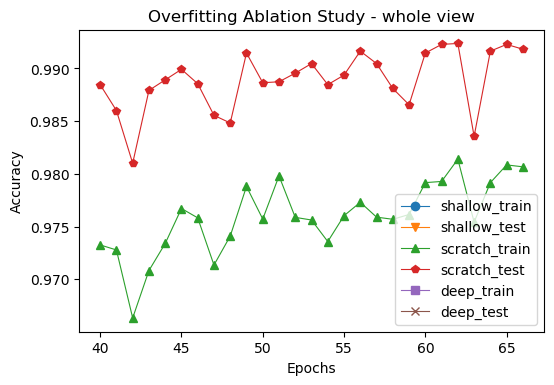 Overfitting Ablation Study - whole view
0.990
0.985
0.980
0.975
0.970
Accuracy
shallow_train
shallow_test
scratch_train
scratch_test
deep_train
deep_test
40 45 50 55 60 65
Epochs